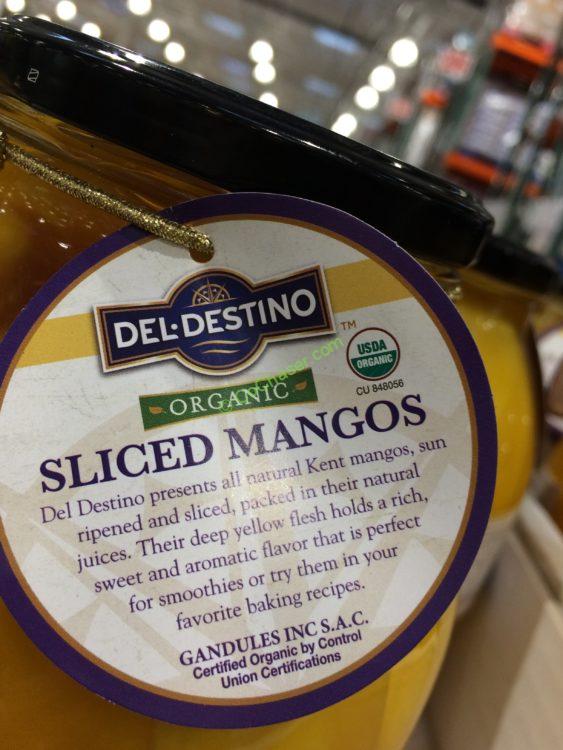 DEL·DESTINO
™
USDA
ORGANIC
CU 848056
ORGANIC
SLICED MANGOS
Del Destino presents all natural Kent mangos, sun
ripened and sliced, packed in their natural
juices. Their deep yellow flesh holds a rich,
sweet and aromatic flavor that is perfect
for smoothies or try them in your
favorite baking recipes.
GANDULES INC S.A.C.
Certified Organic by Control
Union Certifications